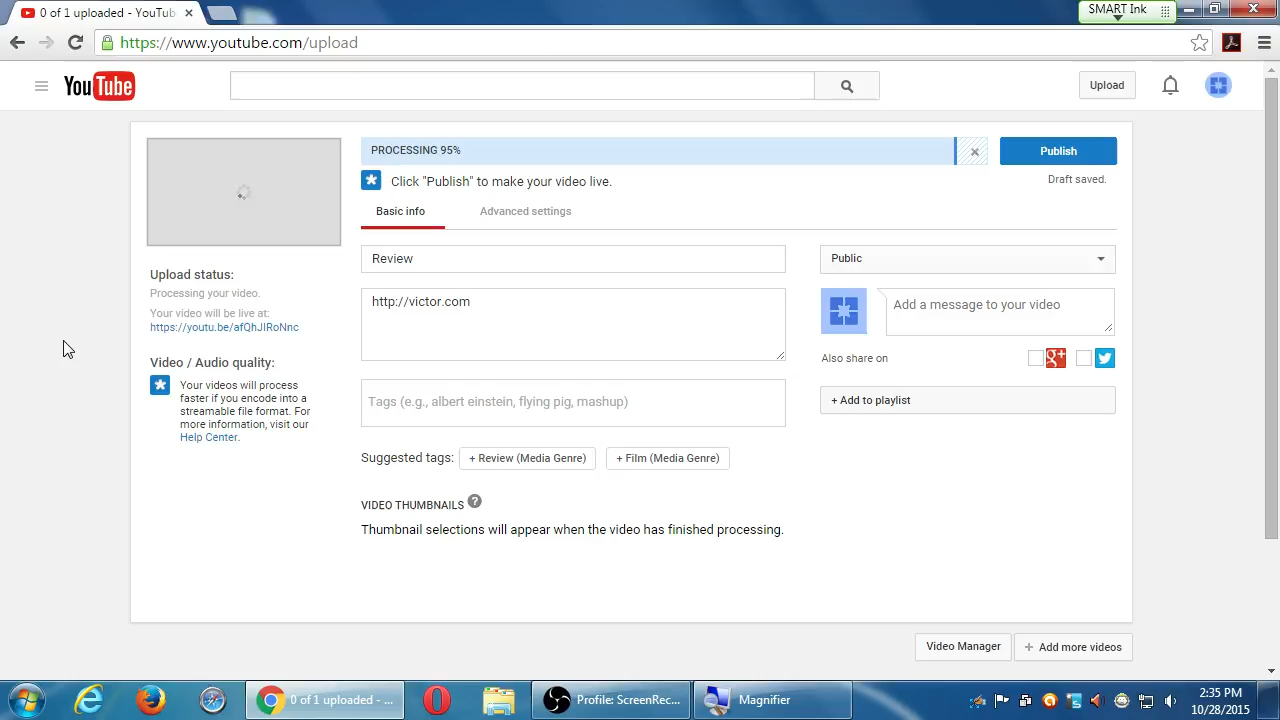 0 of 1 uploaded - YouTub
SMART Ink
https://www.youtube.com/upload
YouTube
Upload
PROCESSING 95%
Publish
Click "Publish" to make your video live.
Draft saved.
Basic info
Advanced settings
Review
Public
http://victor.com
Add a message to your video
Upload status:
Processing your video.
Your video will be live at:
https://youtu.be/afQhJIRoNnc
Also share on
g+
Video / Audio quality:
Your videos will process
faster if you encode into a
streamable file format. For
more information, visit our
Help Center.
Tags (e.g., albert einstein, flying pig, mashup)
+ Add to playlist
Suggested tags:
+ Review (Media Genre)
+ Film (Media Genre)
VIDEO THUMBNAILS ?
Thumbnail selections will appear when the video has finished processing.
Video Manager
+ Add more videos
0 of 1 uploaded - ...
Profile: ScreenRec...
Magnifier
2:35 PM
10/28/2015